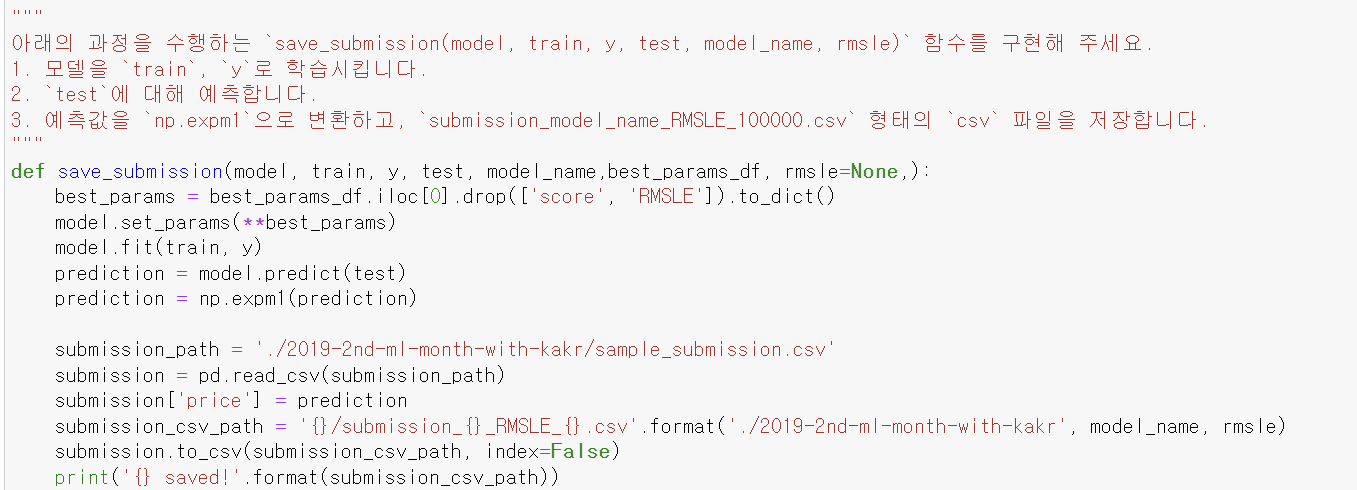 """
아래의 과정을 수행하는 `save_submission(model, train, y, test, model_name, rmsle)` 함수를 구현해 주세요.
1. 모델을 `train`, `y`로 학습시킵니다.
2. `test`에 대해 예측합니다.
3. 예측값을 `np.expm1`으로 변환하고, `submission_model_name_RMSLE_100000.csv` 형태의 `csv` 파일을 저장합니다.
"""
def save_submission(model, train, y, test, model_name,best_params_df, rmsle=None,):
    best_params = best_params_df.iloc[0].drop(['score', 'RMSLE']).to_dict()
    model.set_params(**best_params)
    model.fit(train, y)
    prediction = model.predict(test)
    prediction = np.expm1(prediction)
    submission_path = './2019-2nd-ml-month-with-kakr/sample_submission.csv'
    submission = pd.read_csv(submission_path)
    submission['price'] = prediction
    submission_csv_path = '{}/submission_{}_RMSLE_{}.csv'.format('./2019-2nd-ml-month-with-kakr', model_name, rmsle)
    submission.to_csv(submission_csv_path, index=False)
    print('{} saved!'.format(submission_csv_path))